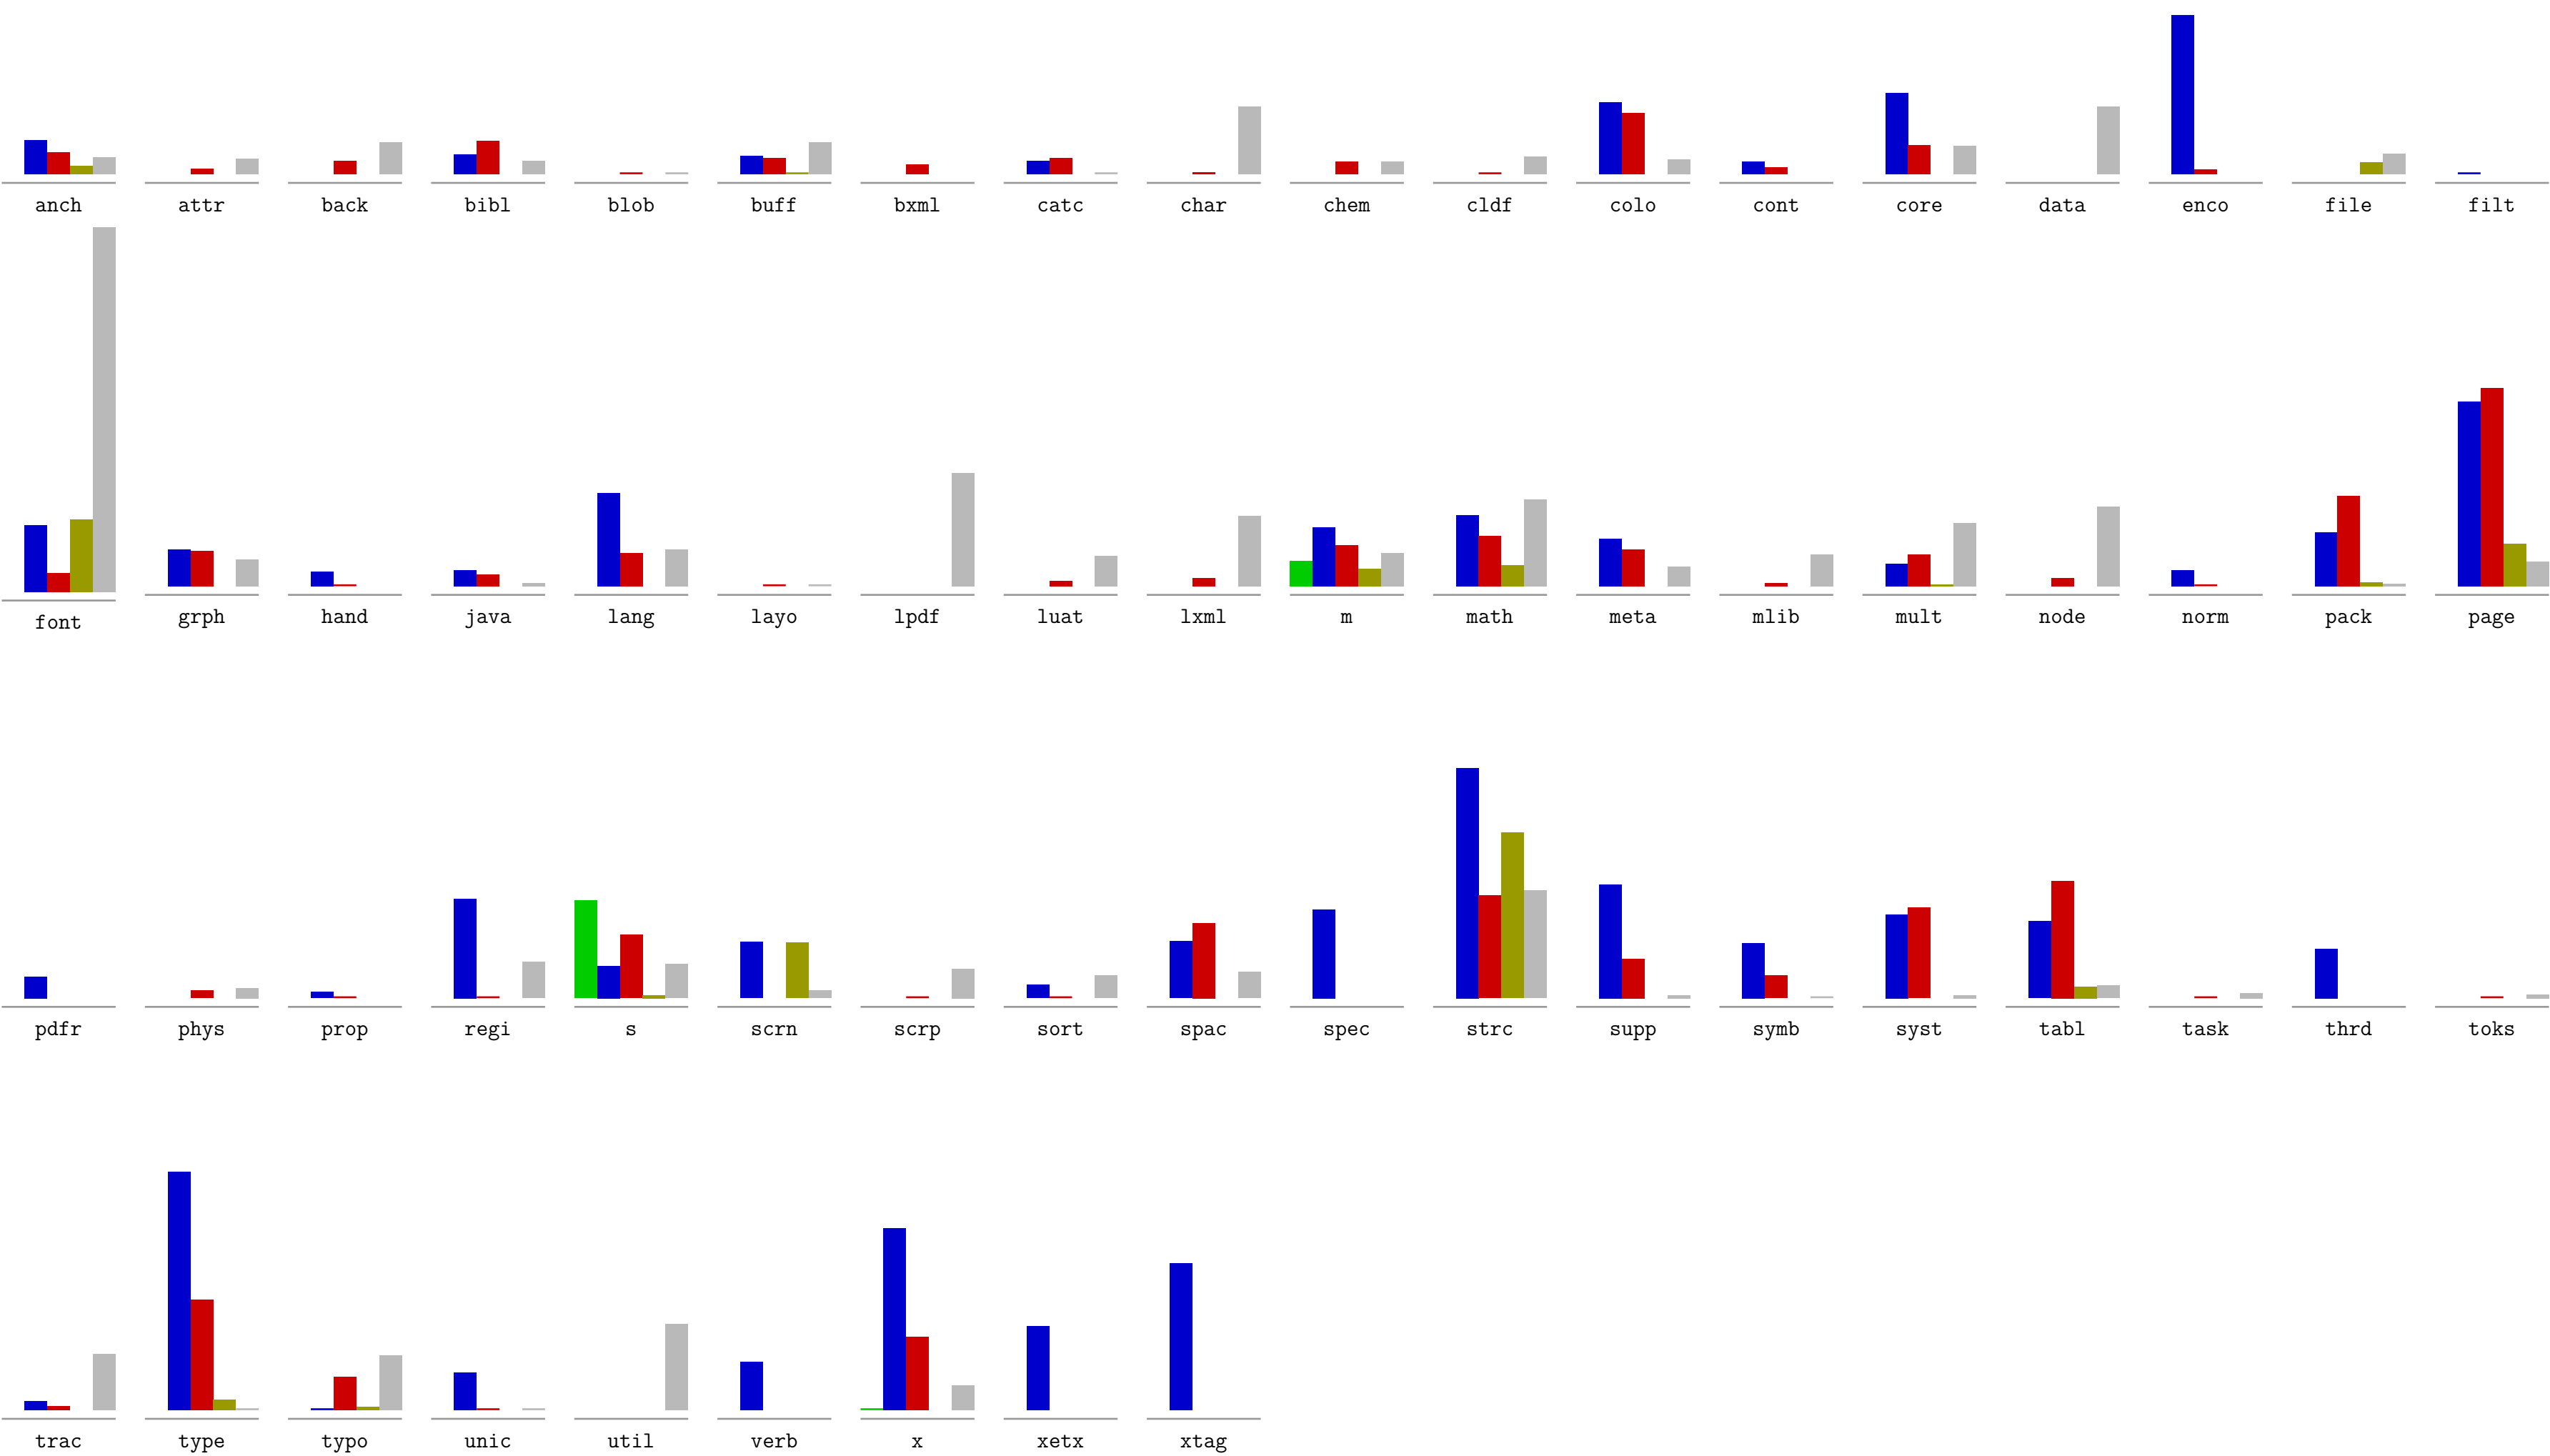 anch attr back bibl blob buff bxml catc char chem cldf colo cont core data enco file filt
font grph hand java lang layo lpdf luat lxml m math meta mlib mult node norm pack page
pdfr phys prop regi s scrn scrp sort spac spec strc supp symb syst tabl task thrd toks
trac type typo unic util verb x xetx xtag